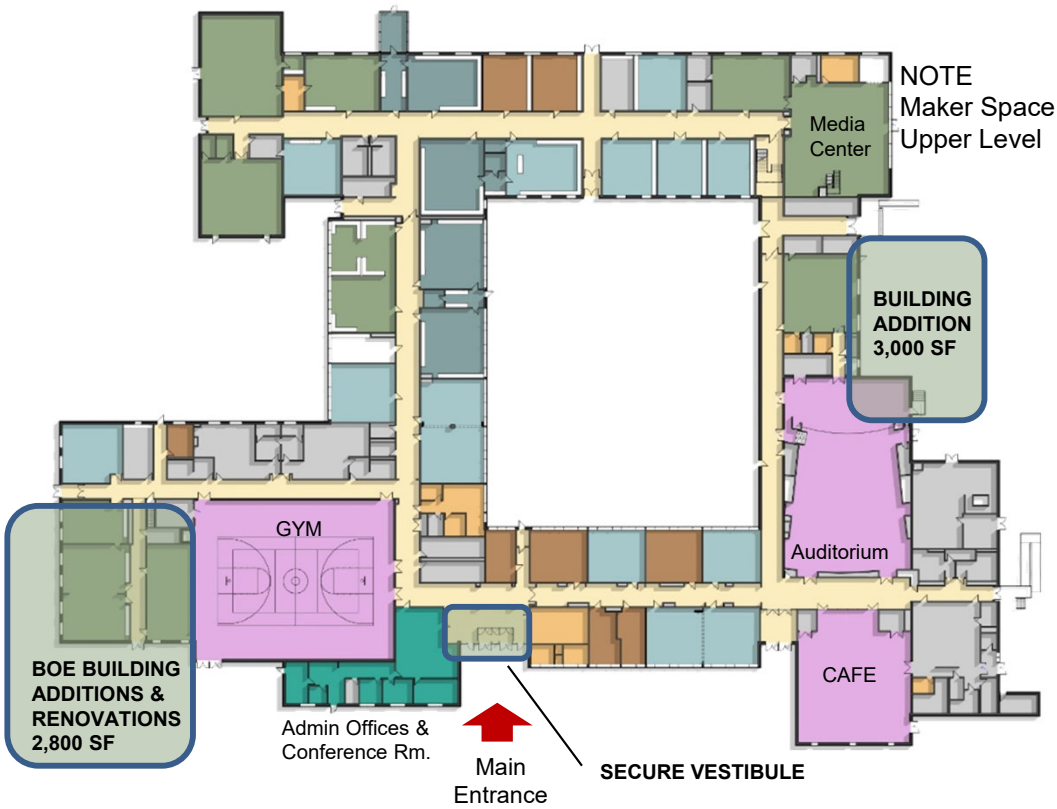 NOTE
Maker Space
Upper Level
Media
Center
BUILDING
ADDITION
3,000 SF
GYM
Auditorium
BOE BUILDING
ADDITIONS &
RENOVATIONS
2,800 SF
CAFE
Admin Offices &
Conference Rm.
Main
Entrance
SECURE VESTIBULE